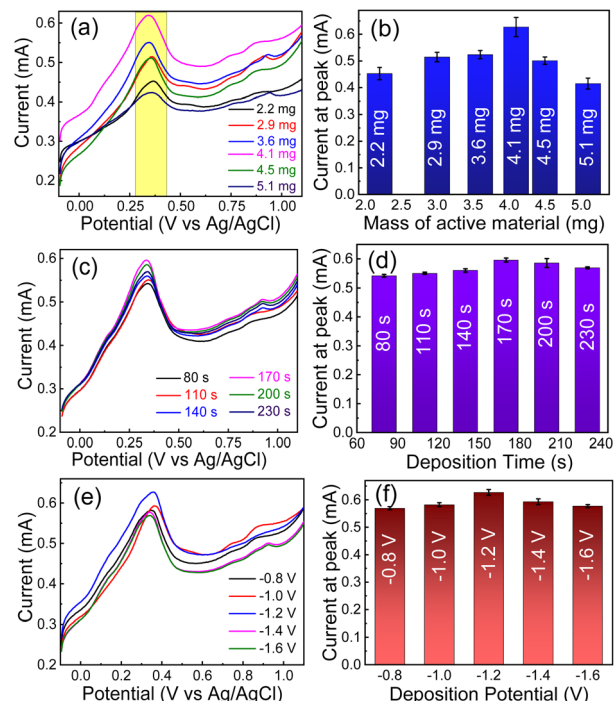 (a)
Current (mA)
0.6
0.5
0.4
0.3
0.2
2.2 mg
2.9 mg
3.6 mg
4.1 mg
4.5 mg
5.1 mg
0.00 0.25 0.50 0.75 1.00
Potential (V vs Ag/AgCl)
(b)
Current at peak (mA)
0.6
0.5
0.4
0.3
0.2
0.1
0.0
2.2 mg
2.9 mg
3.6 mg
4.1 mg
4.5 mg
5.1 mg
2.0 2.5 3.0 3.5 4.0 4.5 5.0
Mass of active material (mg)
(c)
Current (mA)
0.6
0.5
0.4
0.3
0.2
80 s 170 s
110 s 200 s
140 s 230 s
0.00 0.25 0.50 0.75 1.00
Potential (V vs Ag/AgCl)
(d)
Current at peak (mA)
0.6
0.5
0.4
0.3
0.2
0.1
0.0
80 s
110 s
140 s
170 s
200 s
230 s
60 90 120 150 180 210 240
Deposition Time (s)
(e)
Current (mA)
0.6
0.5
0.4
0.3
0.2
-0.8 V
-1.0 V
-1.2 V
-1.4 V
-1.6 V
0.0 0.2 0.4 0.6 0.8 1.0
Potential (V vs Ag/AgCl)
(f)
Current at peak (mA)
0.6
0.5
0.4
0.3
0.2
0.1
0.0
-0.8 V
-1.0 V
-1.2 V
-1.4 V
-1.6 V
-0.8 -1.0 -1.2 -1.4 -1.6
Deposition Potential (V)